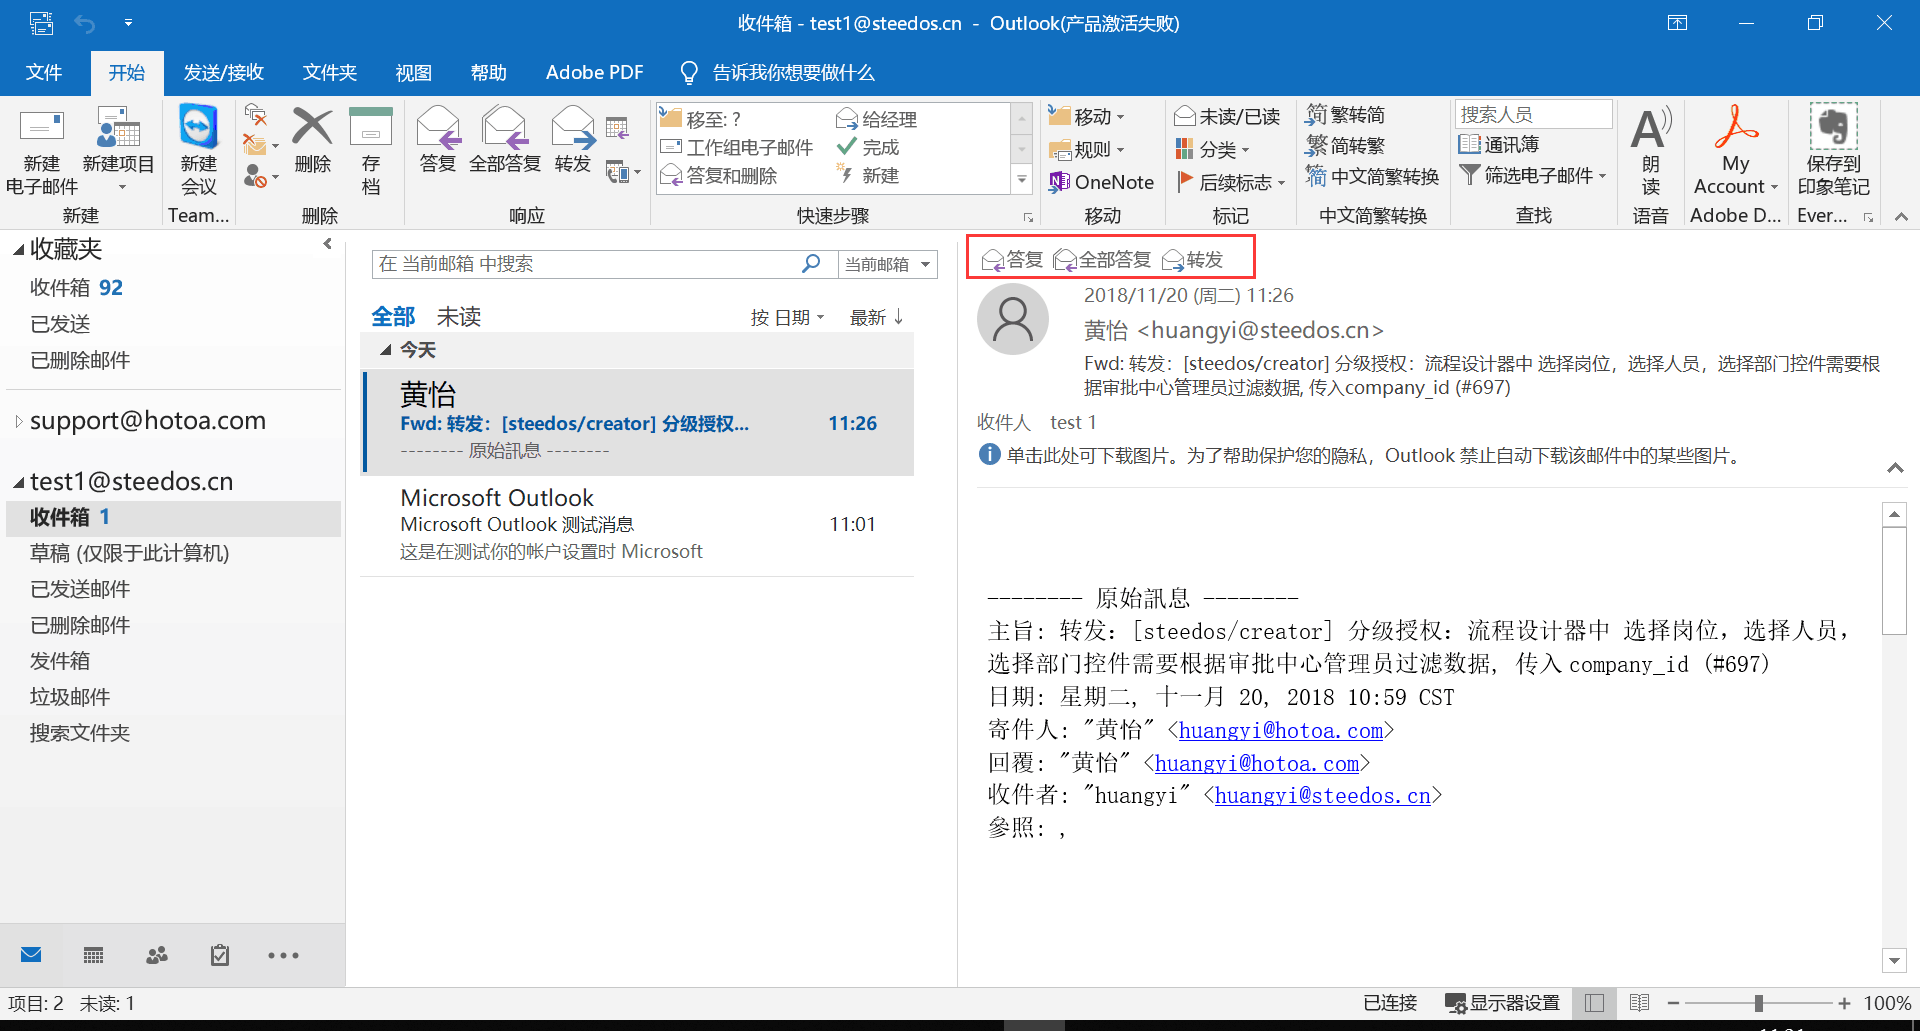 收件箱 - test1@steedos.cn - Outlook(产品激活失败)
文件 开始 发送/接收 文件夹 视图 帮助 Adobe PDF 告诉我你想要做什么
新建
电子邮件
新建项目
新建
新建
会议
Team...
删除
存
档
删除
答复 全部答复 转发
响应
移至: ? 给经理
工作组电子邮件 完成
答复和删除 新建
快速步骤
移动
规则
OneNote
移动
未读/已读
分类
后续标志
标记
简 繁转简
繁 简转繁
简 中文简繁转换
中文简繁转换
搜索人员
通讯簿
筛选电子邮件
查找
A
朗
读
语音
My
Account
Adobe D...
保存到
印象笔记
Ever...
收藏夹
收件箱 92
已发送
已删除邮件
support@hotoa.com
test1@steedos.cn
收件箱 1
草稿 (仅限于此计算机)
已发送邮件
已删除邮件
发件箱
垃圾邮件
搜索文件夹
在 当前邮箱 中搜索 当前邮箱
全部 未读 按 日期 最新 ↓
今天
黄怡
Fwd: 转发：[steedos/creator] 分级授权... 11:26
-------- 原始訊息 --------
Microsoft Outlook
Microsoft Outlook 测试消息 11:01
这是在测试你的帐户设置时 Microsoft
答复 全部答复 转发
2018/11/20 (周二) 11:26
黄怡 <huangyi@steedos.cn>
Fwd: 转发：[steedos/creator] 分级授权：流程设计器中 选择岗位，选择人员，选择部门控件需要根
据审批中心管理员过滤数据, 传入company_id (#697)
收件人 test 1
单击此处可下载图片。为了帮助保护您的隐私，Outlook 禁止自动下载该邮件中的某些图片。
-------- 原始訊息 --------
主旨: 转发：[steedos/creator] 分级授权：流程设计器中 选择岗位，选择人员，
选择部门控件需要根据审批中心管理员过滤数据, 传入company_id (#697)
日期: 星期二, 十一月 20, 2018 10:59 CST
寄件人: "黄怡" <huangyi@hotoa.com>
回覆: "黄怡" <huangyi@hotoa.com>
收件者: "huangyi" <huangyi@steedos.cn>
参照: ,
项目: 2 未读: 1 已连接 显示器设置 100%